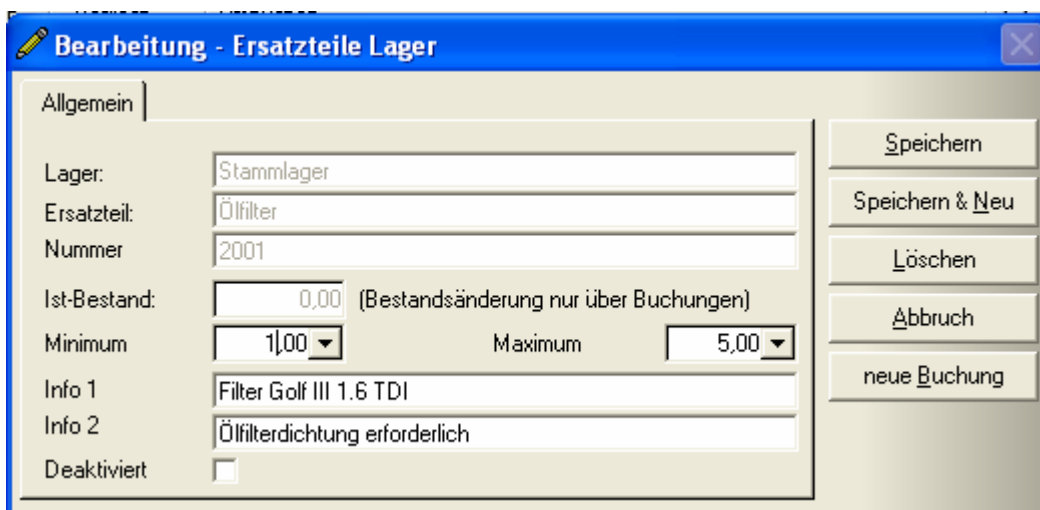 Bearbeitung - Ersatzteile Lager
Allgemein
Lager: Stammlager
Ersatzteil: Ölfilter
Nummer 2001
Ist-Bestand: 0,00 (Bestandsänderung nur über Buchungen)
Minimum 1,00 Maximum 5,00
Info 1 Filter Golf III 1.6 TDI
Info 2 Ölfilterdichtung erforderlich
Deaktiviert
Speichern
Speichern & Neu
Löschen
Abbruch
neue Buchung